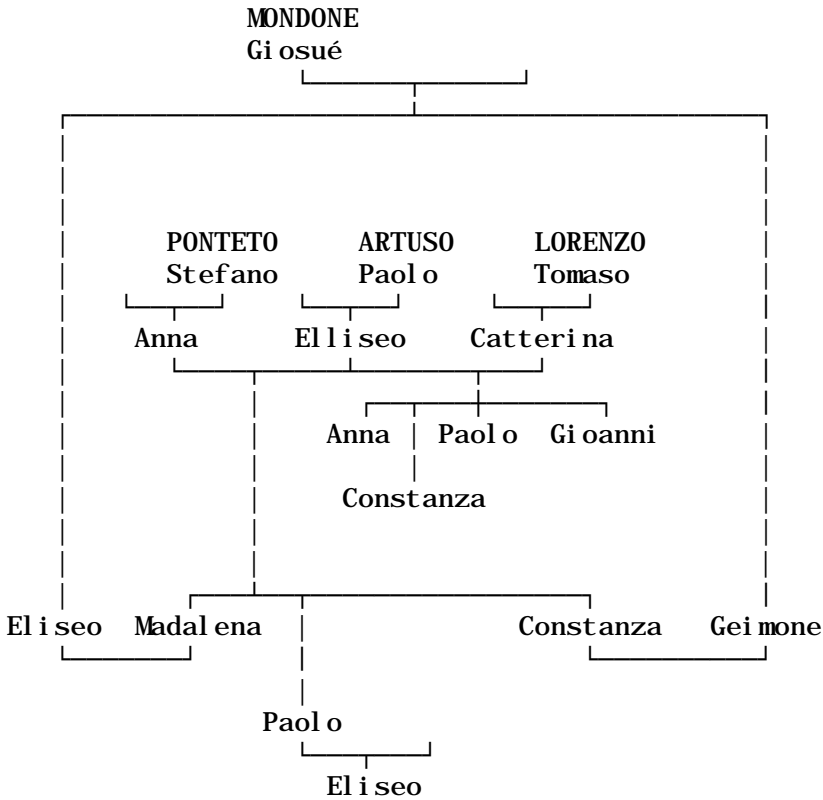 MONDONE
Giosué
PONTETO ARTUSO LORENZO
Stefano Paolo Tomaso
Anna Elliseo Catterina
Anna Paolo Gioanni
Constanza
Eliseo Madalena Constanza Geimone
Paolo
Eliseo